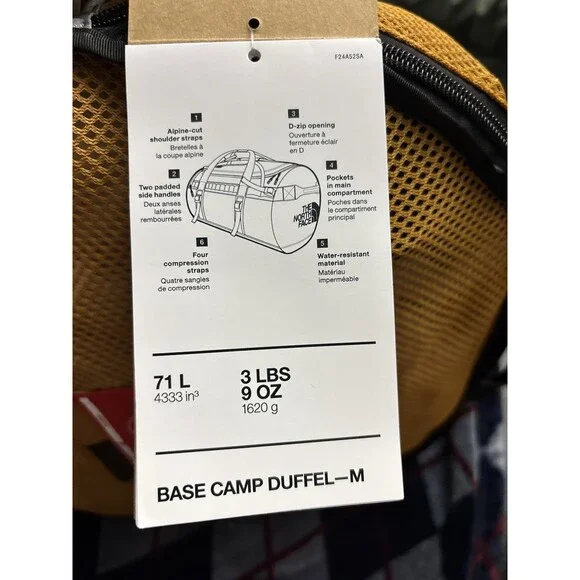 F24AS2SA
1
Alpine-cut
shoulder straps
Bretelles à
la coupe alpine
3
D-zip opening
Ouverture à
fermeture éclair
en D
2
Two padded
side handles
Deux anses
latérales
rembourrées
4
Pockets
in main
compartment
Poches dans
le compartiment
principal
THE
NORTH
FACE
6
Four
compression
straps
Quatre sangles
de compression
5
Water-resistant
material
Matériau
imperméable
71 L
4333 in³
3 LBS
9 OZ
1620 g
BASE CAMP DUFFEL—M